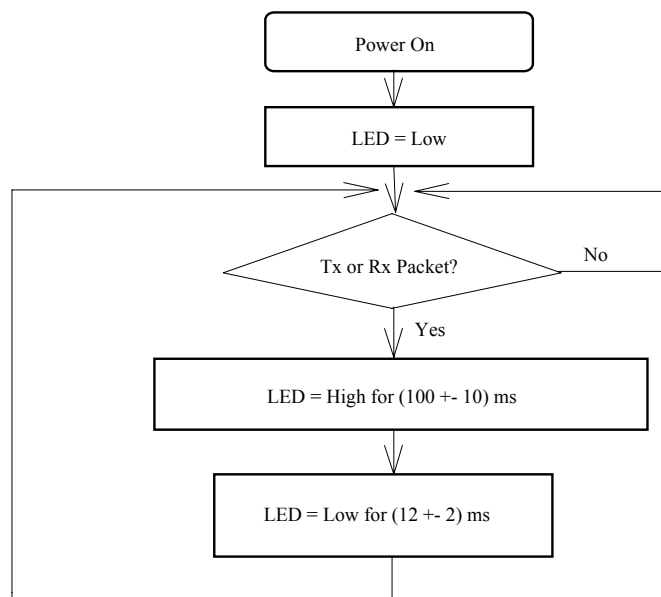 Power On
LED = Low
Tx or Rx Packet?
No
Yes
LED = High for (100 +- 10) ms
LED = Low for (12 +- 2) ms